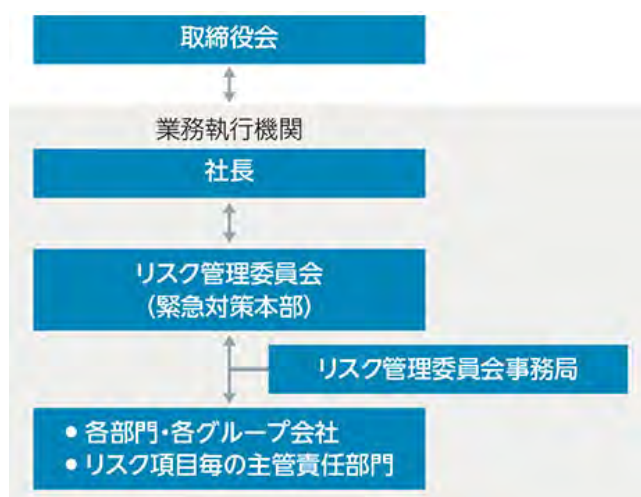 取締役会
業務執行機関
社長
リスク管理委員会
(緊急対策本部)
リスク管理委員会事務局
• 各部門・各グループ会社
• リスク項目毎の主管責任部門